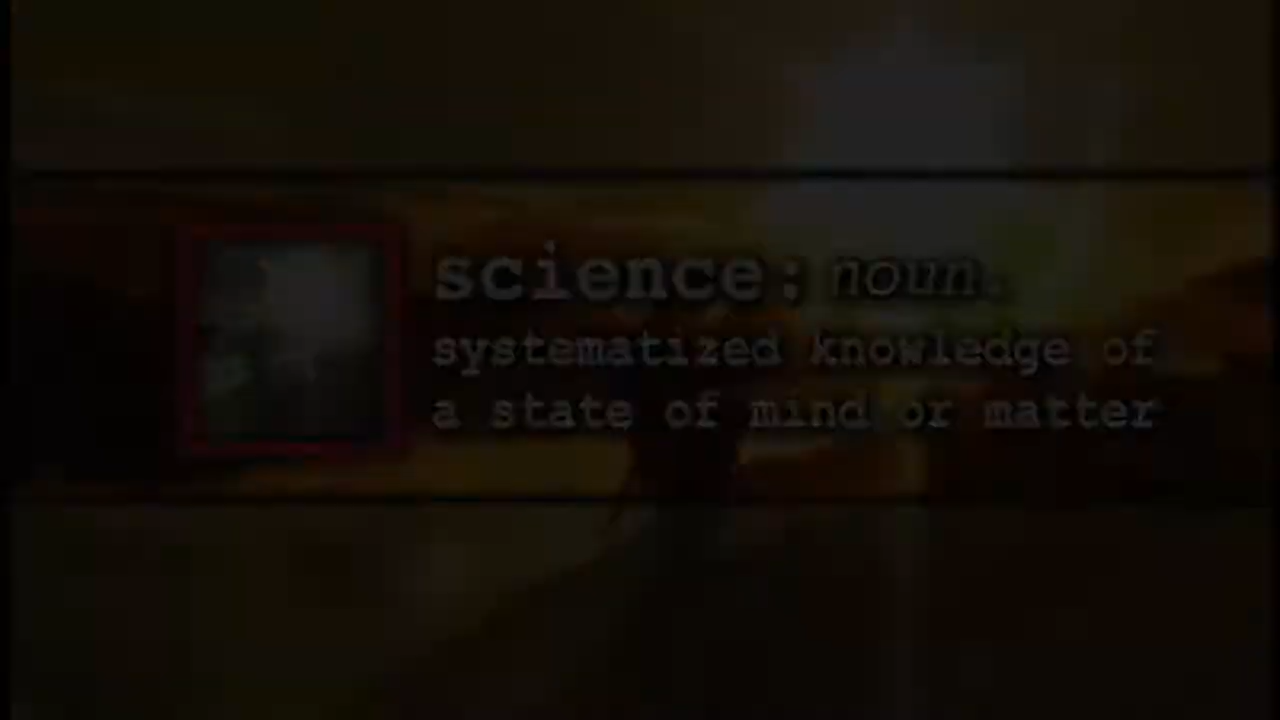 science: noun.
systematized knowledge of
a state of mind or matter